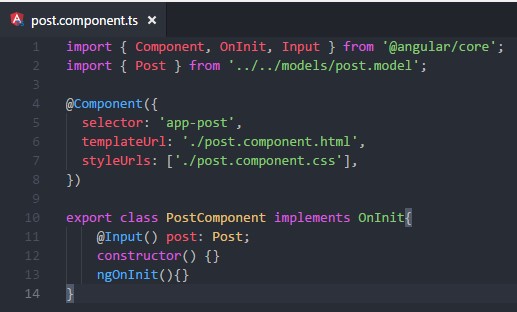 post.component.ts ×
1 import { Component, OnInit, Input } from '@angular/core';
2 import { Post } from '../../models/post.model';
3
4 @Component({
5   selector: 'app-post',
6   templateUrl: './post.component.html',
7   styleUrls: ['./post.component.css'],
8 })
9
10 export class PostComponent implements OnInit{
11     @Input() post: Post;
12     constructor() {}
13     ngOnInit(){}
14 }